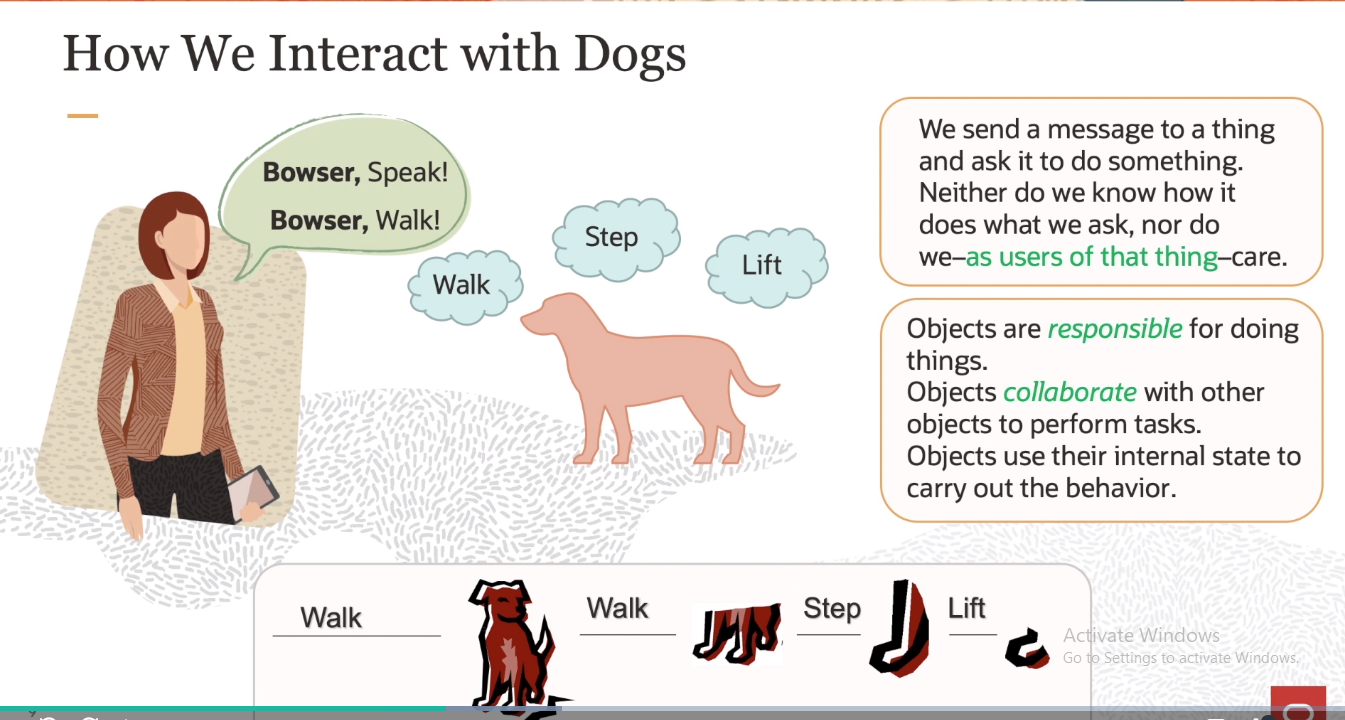 How We Interact with Dogs
Bowser, Speak!
Bowser, Walk!
Walk
Step
Lift
We send a message to a thing
and ask it to do something.
Neither do we know how it
does what we ask, nor do
we–as users of that thing–care.
Objects are responsible for doing
things.
Objects collaborate with other
objects to perform tasks.
Objects use their internal state to
carry out the behavior.
Walk
Walk
Step
Lift
Activate Windows
Go to Settings to activate Windows.